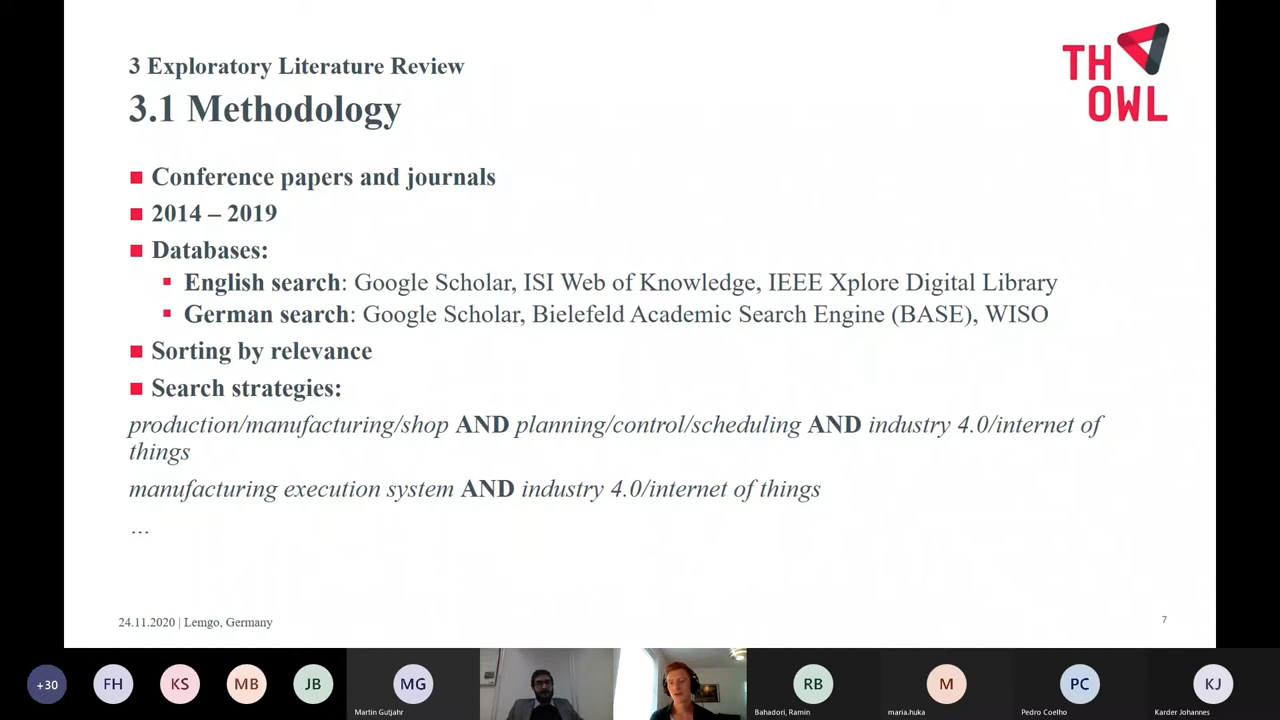 3 Exploratory Literature Review
3.1 Methodology
TH
OWL
Conference papers and journals
2014 – 2019
Databases:
English search: Google Scholar, ISI Web of Knowledge, IEEE Xplore Digital Library
German search: Google Scholar, Bielefeld Academic Search Engine (BASE), WISO
Sorting by relevance
Search strategies:
production/manufacturing/shop AND planning/control/scheduling AND industry 4.0/internet of
things
manufacturing execution system AND industry 4.0/internet of things
...
24.11.2020 | Lemgo, Germany
7
+30
FH
KS
MB
JB
MG
Martin Gutjahr
RB
Bahadori, Ramin
M
maria.huka
PC
Pedro Coelho
KJ
Karder Johannes